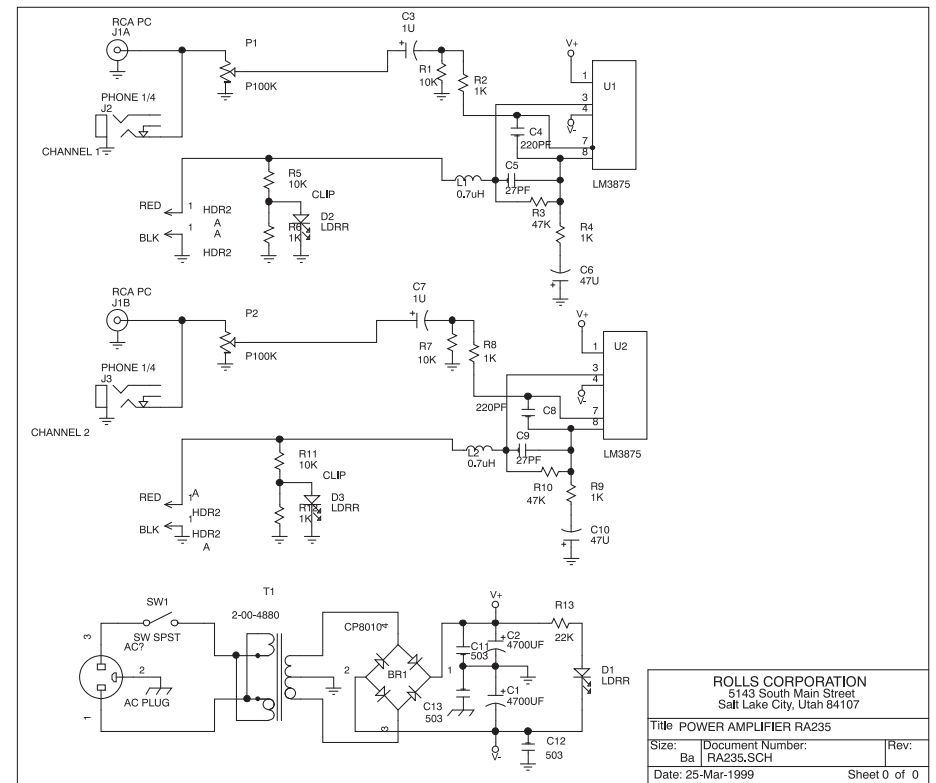 RCA PC
J1A
P1
P100K
C3
1U
R1
10K
R2
1K
V+
1
3
4
V-
7
8
U1
LM3875
PHONE 1/4
J2
CHANNEL 1
C4
220PF
C5
27PF
L1
0.7uH
R3
47K
R4
1K
C6
47U
R5
10K
CLIP
D2
LDRR
R6
1K
RED
1
HDR2
A
A
BLK
1
HDR2
RCA PC
J1B
P2
P100K
C7
1U
R7
10K
R8
1K
V+
1
3
4
V-
7
8
U2
LM3875
PHONE 1/4
J3
CHANNEL 2
220PF
C8
C9
27PF
L2
0.7uH
R10
47K
R9
1K
C10
47U
R11
10K
CLIP
D3
LDRR
1K
RED
1
A
HDR2
BLK
1
HDR2
A
SW1
SW SPST
AC?
3
2
1
AC PLUG
T1
2-00-4880
CP8010
4
2
BR1
1
3
V+
C11
503
C2
4700UF
C13
503
C1
4700UF
V-
C12
503
R13
22K
D1
LDRR
ROLLS CORPORATION
5143 South Main Street
Salt Lake City, Utah 84107
Title POWER AMPLIFIER RA235
Size: Document Number: Rev:
Ba RA235.SCH
Date: 25-Mar-1999 Sheet 0 of 0